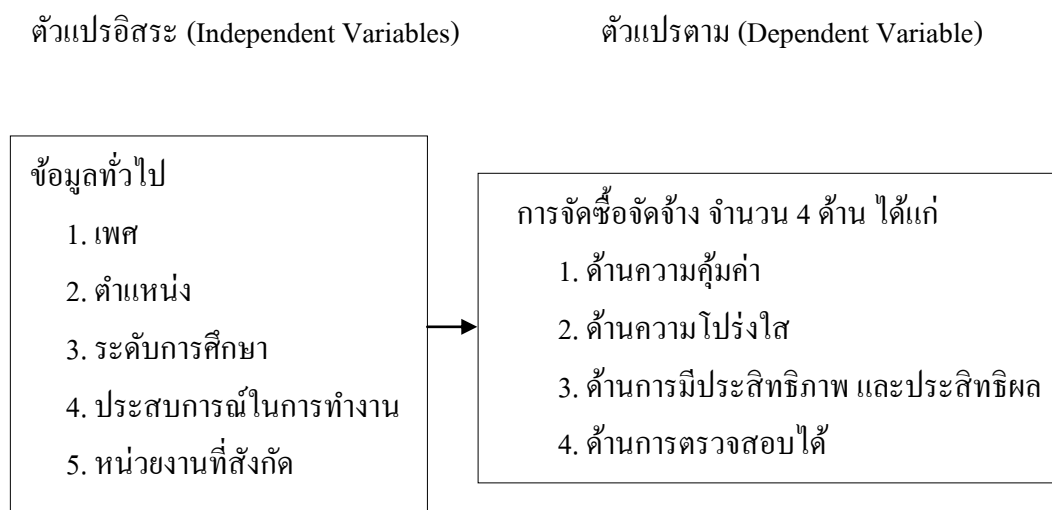 ตัวแปรอิสระ (Independent Variables)
ตัวแปรตาม (Dependent Variable)
ข้อมูลทั่วไป
1. เพศ
2. ตำแหน่ง
3. ระดับการศึกษา
4. ประสบการณ์ในการทำงาน
5. หน่วยงานที่สังกัด
การจัดซื้อจัดจ้าง จำนวน 4 ด้าน ได้แก่
1. ด้านความคุ้มค่า
2. ด้านความโปร่งใส
3. ด้านการมีประสิทธิภาพ และประสิทธิผล
4. ด้านการตรวจสอบได้